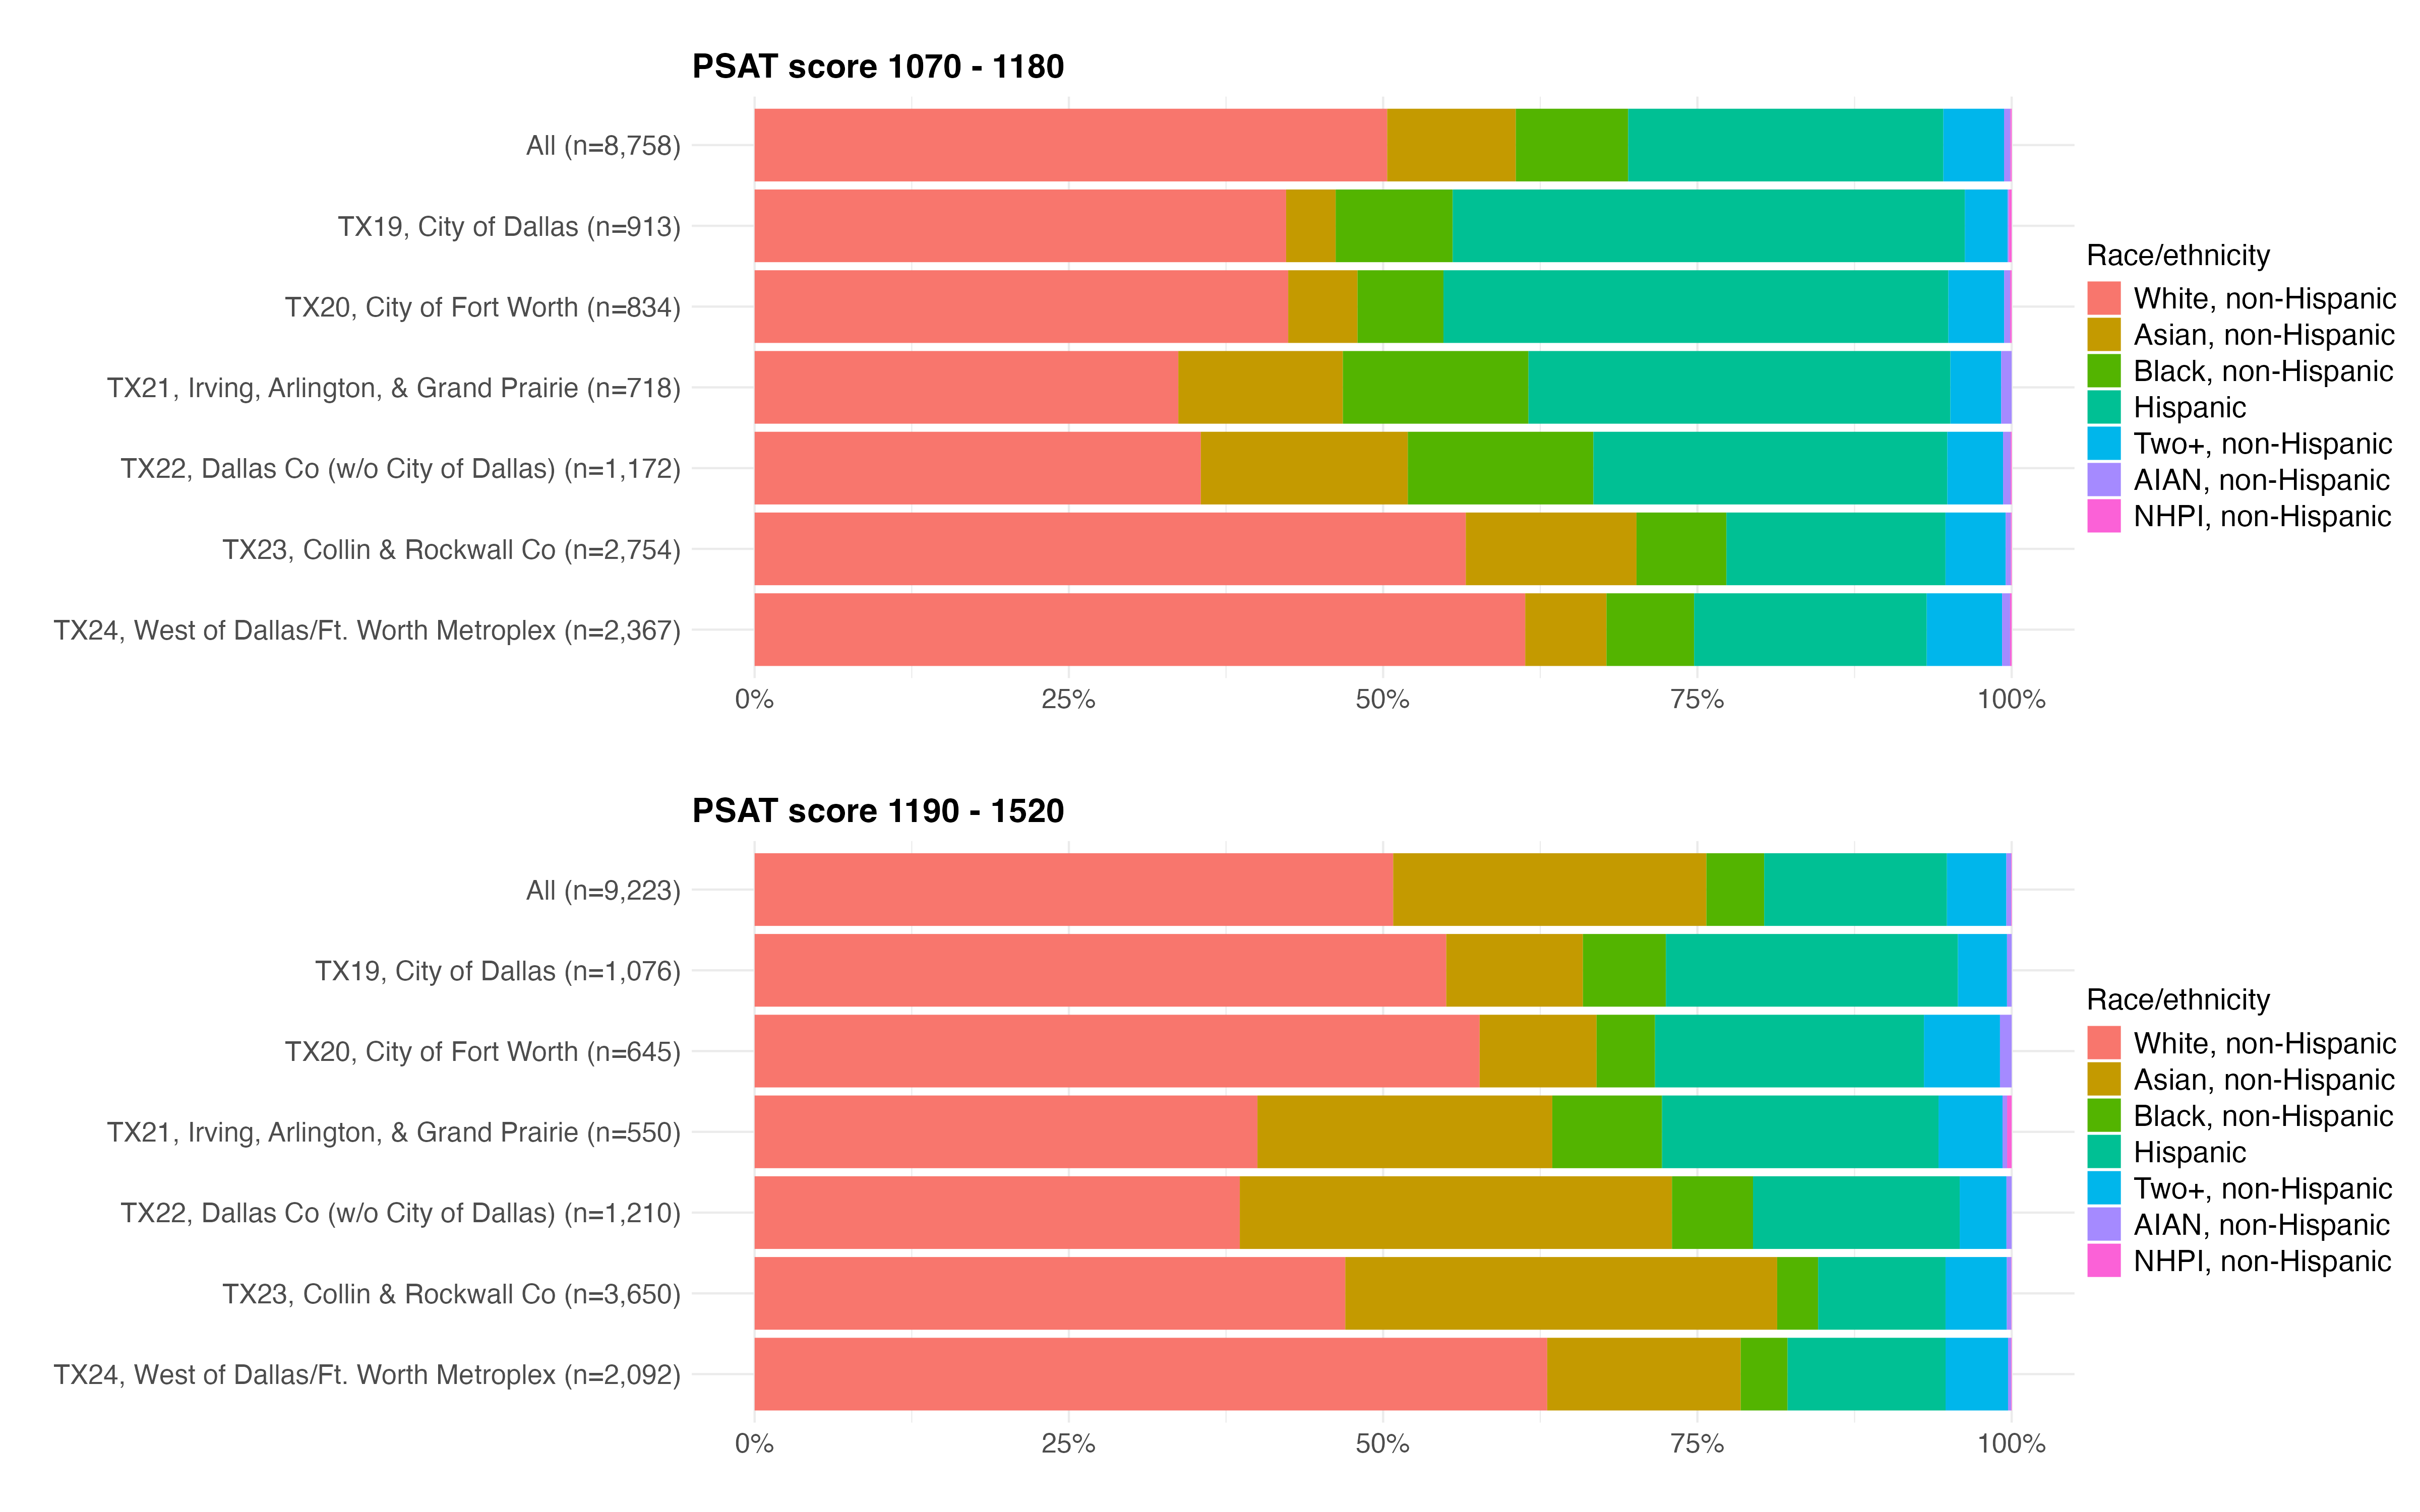 PSAT score 1070 - 1180
All (n=8,758)
TX19, City of Dallas (n=913)
TX20, City of Fort Worth (n=834)
TX21, Irving, Arlington, & Grand Prairie (n=718)
TX22, Dallas Co (w/o City of Dallas) (n=1,172)
TX23, Collin & Rockwall Co (n=2,754)
TX24, West of Dallas/Ft. Worth Metroplex (n=2,367)
0% 25% 50% 75% 100%
Race/ethnicity
White, non-Hispanic
Asian, non-Hispanic
Black, non-Hispanic
Hispanic
Two+, non-Hispanic
AIAN, non-Hispanic
NHPI, non-Hispanic
PSAT score 1190 - 1520
All (n=9,223)
TX19, City of Dallas (n=1,076)
TX20, City of Fort Worth (n=645)
TX21, Irving, Arlington, & Grand Prairie (n=550)
TX22, Dallas Co (w/o City of Dallas) (n=1,210)
TX23, Collin & Rockwall Co (n=3,650)
TX24, West of Dallas/Ft. Worth Metroplex (n=2,092)
0% 25% 50% 75% 100%
Race/ethnicity
White, non-Hispanic
Asian, non-Hispanic
Black, non-Hispanic
Hispanic
Two+, non-Hispanic
AIAN, non-Hispanic
NHPI, non-Hispanic